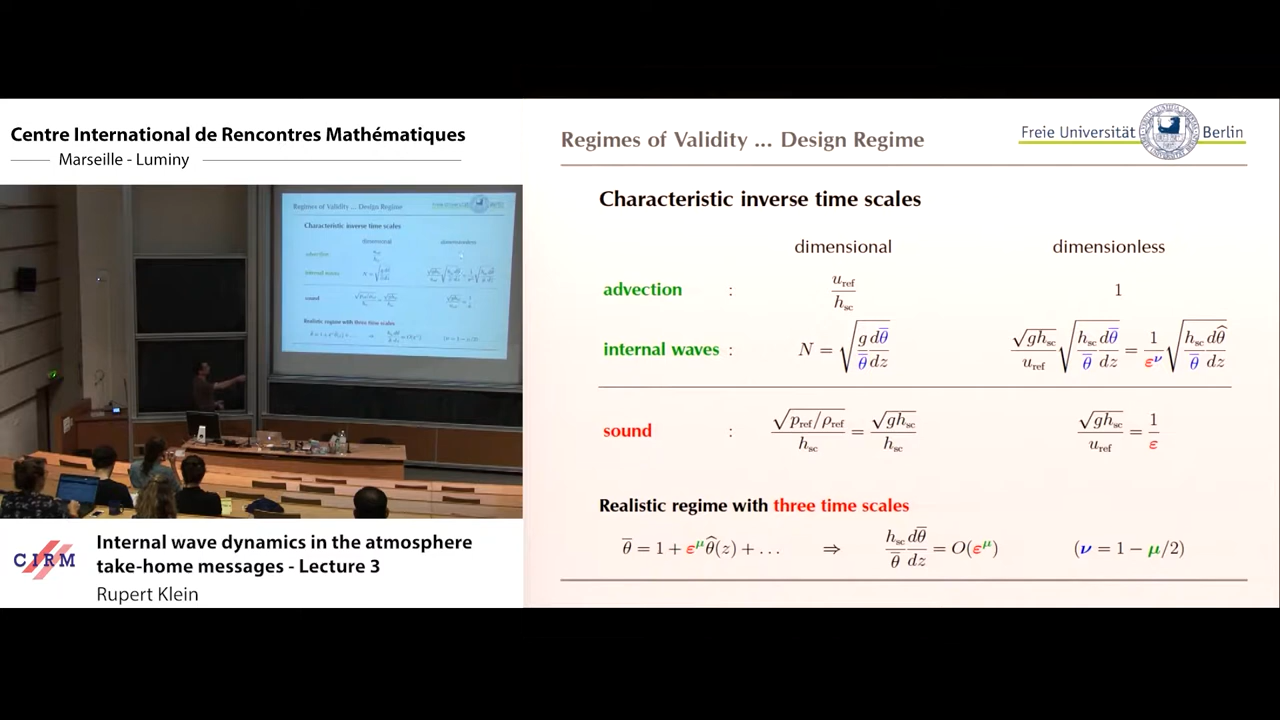 Centre International de Rencontres Mathématiques
Marseille - Luminy
Regimes of Validity ... Design Regime
Freie Universität Berlin
Characteristic inverse time scales
dimensional dimensionless
advection : u_ref / h_sc 1
internal waves : N = √(g/θ̅ dθ̅/dz) √(gh_sc)/u_ref √(h_sc/θ̅ dθ̅/dz) = 1/ε^ν √(h_sc/θ̅ dθ̂/dz)
sound : √(p_ref/ρ_ref)/h_sc = √(gh_sc)/h_sc √(gh_sc)/u_ref = 1/ε
Realistic regime with three time scales
θ̅ = 1 + ε^μ θ̂(z) + . . . ⇒ h_sc/θ̅ dθ̅/dz = O(ε^μ) (ν = 1 − μ/2)
CIRM
Internal wave dynamics in the atmosphere
take-home messages - Lecture 3
Rupert Klein